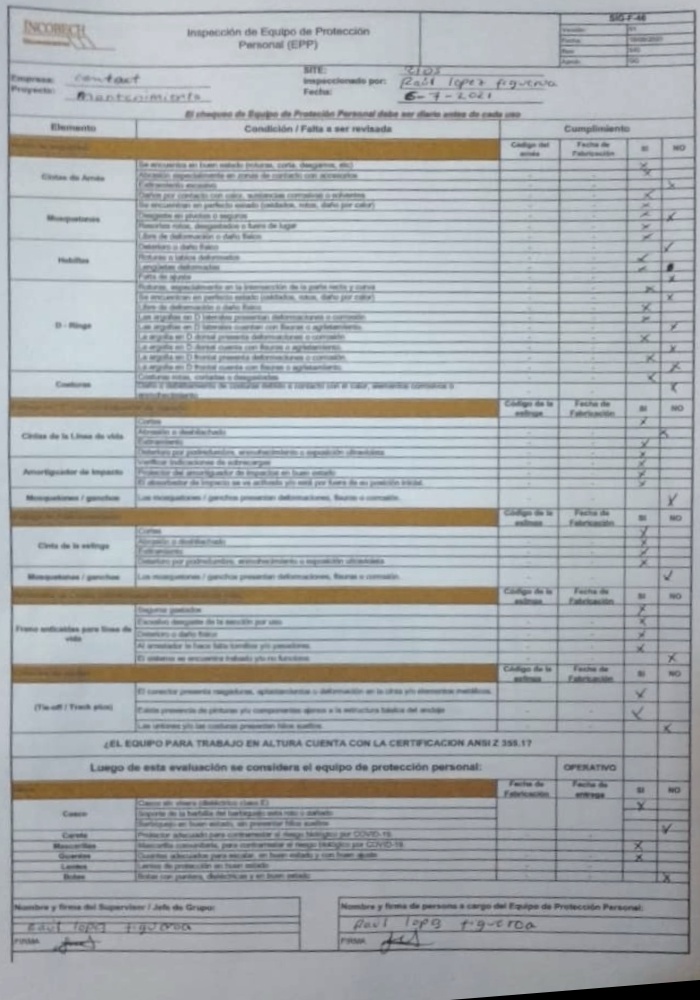 INCOBECH
Inspección de Equipo de Protección
Personal (EPP)
SIG-F-46
Empresa: contact
Proyecto: Mantenimiento
SITE:
Inspeccionado por: Raúl lopez figueroa
Fecha: 6-7-2021
El chequeo de Equipo de Protección Personal debe ser diario antes de cada uso
Elemento Condición / Falta a ser revisada Cumplimiento
Código del arnés Fecha de Fabricación SI NO
Cintas de Arnés
Se encuentra en buen estado (roturas, corta, desgarros, etc)
Abrasión especialmente en zonas de contacto con accesorios
Estiramiento excesivo
Daños por contacto con calor, sustancias corrosivas o solventes
Mosquetones
Se encuentran en perfecto estado (oxidados, rotos, daño por calor)
Desgaste en pivotes o seguros
Resortes rotos, desgastados o fuera de lugar
Libre de deformación o daño físico
Hebillas
Deterioro o daño físico
Lengüetas deformadas
Falta de ajuste
D - Rings
Roturas, especialmente en la intersección de la parte recta y curva
Se encuentran en perfecto estado (oxidados, rotos, daño por calor)
Libre de deformación o daño físico
Las argollas en D laterales presentan deformaciones o corrosión
Las argollas en D laterales cuentan con fisuras o agrietamiento.
La argolla en D dorsal presenta deformaciones o corrosión.
La argolla en D dorsal cuenta con fisuras o agrietamiento.
La argolla en D frontal presenta deformaciones o corrosión.
La argolla en D frontal cuenta con fisuras o agrietamiento.
Costuras
Costuras rotas, cortadas o desgastadas
Daño o debilitamiento de costuras debido a contacto con el calor, elementos corrosivos o
enmohecimiento
Código de la eslinga Fecha de Fabricación SI NO
Cintas de la Línea de vida
Cortes
Abrasión o deshilachado
Estiramiento
Deterioro por podredumbre, enmohecimiento o exposición ultravioleta
Amortiguador de Impacto
Verificar indicaciones de sobrecargas
Protector del amortiguador de impactos en buen estado
El absorbedor de impacto se ve activado y/o está por fuera de su posición inicial.
Mosquetones / ganchos
Los mosquetones / ganchos presentan deformaciones, fisuras o corrosión.
Código de la eslinga Fecha de Fabricación SI NO
Cinta de la eslinga
Cortes
Abrasión o deshilachado
Estiramiento
Deterioro por podredumbre, enmohecimiento o exposición ultravioleta
Mosquetones / ganchos
Los mosquetones / ganchos presentan deformaciones, fisuras o corrosión.
Código de la eslinga Fecha de Fabricación SI NO
Freno anticaídas para línea de vida
Seguros gastados
Excesivo desgaste de la sección por uso
Deterioro o daño físico
Al arrestador le hace falta tornillos y/o pasadores.
El sistema se encuentra trabado y/o no funciona
Código de la eslinga Fecha de Fabricación SI NO
(Tie-off / Trach plus)
El conector presenta rasgaduras, aplastamientos o deformación en la cinta y/o elementos metálicos.
Existe presencia de pinturas y/o componentes ajenos a la estructura básica del anclaje
Las uniones y/o las costuras presentan hilos sueltos.
¿EL EQUIPO PARA TRABAJO EN ALTURA CUENTA CON LA CERTIFICACION ANSI Z 359.1?
Luego de esta evaluación se considera el equipo de protección personal: OPERATIVO
Fecha de Fabricación Fecha de entrega SI NO
Casco
Casco sin visera (dieléctrico clase E)
Soporte de la barbilla del barbiquejo está roto o dañado
Barbiquejo en buen estado, sin presentar hilos sueltos
Careta Protector adecuado para contrarrestar el riesgo biológico por COVID-19.
Mascarillas Mascarilla comunitaria, para contrarrestar el riesgo biológico por COVID-19.
Guantes Guantes adecuados para escalar, en buen estado y con buen ajuste
Lentes Lentes de protección en buen estado
Botas Botas con puntera, dieléctricas y en buen estado
Nombre y firma del Supervisor / Jefe de Grupo:
Raúl lopez figueroa
FIRMA
Nombre y firma de persona a cargo del Equipo de Protección Personal:
Raúl lopez figueroa
FIRMA